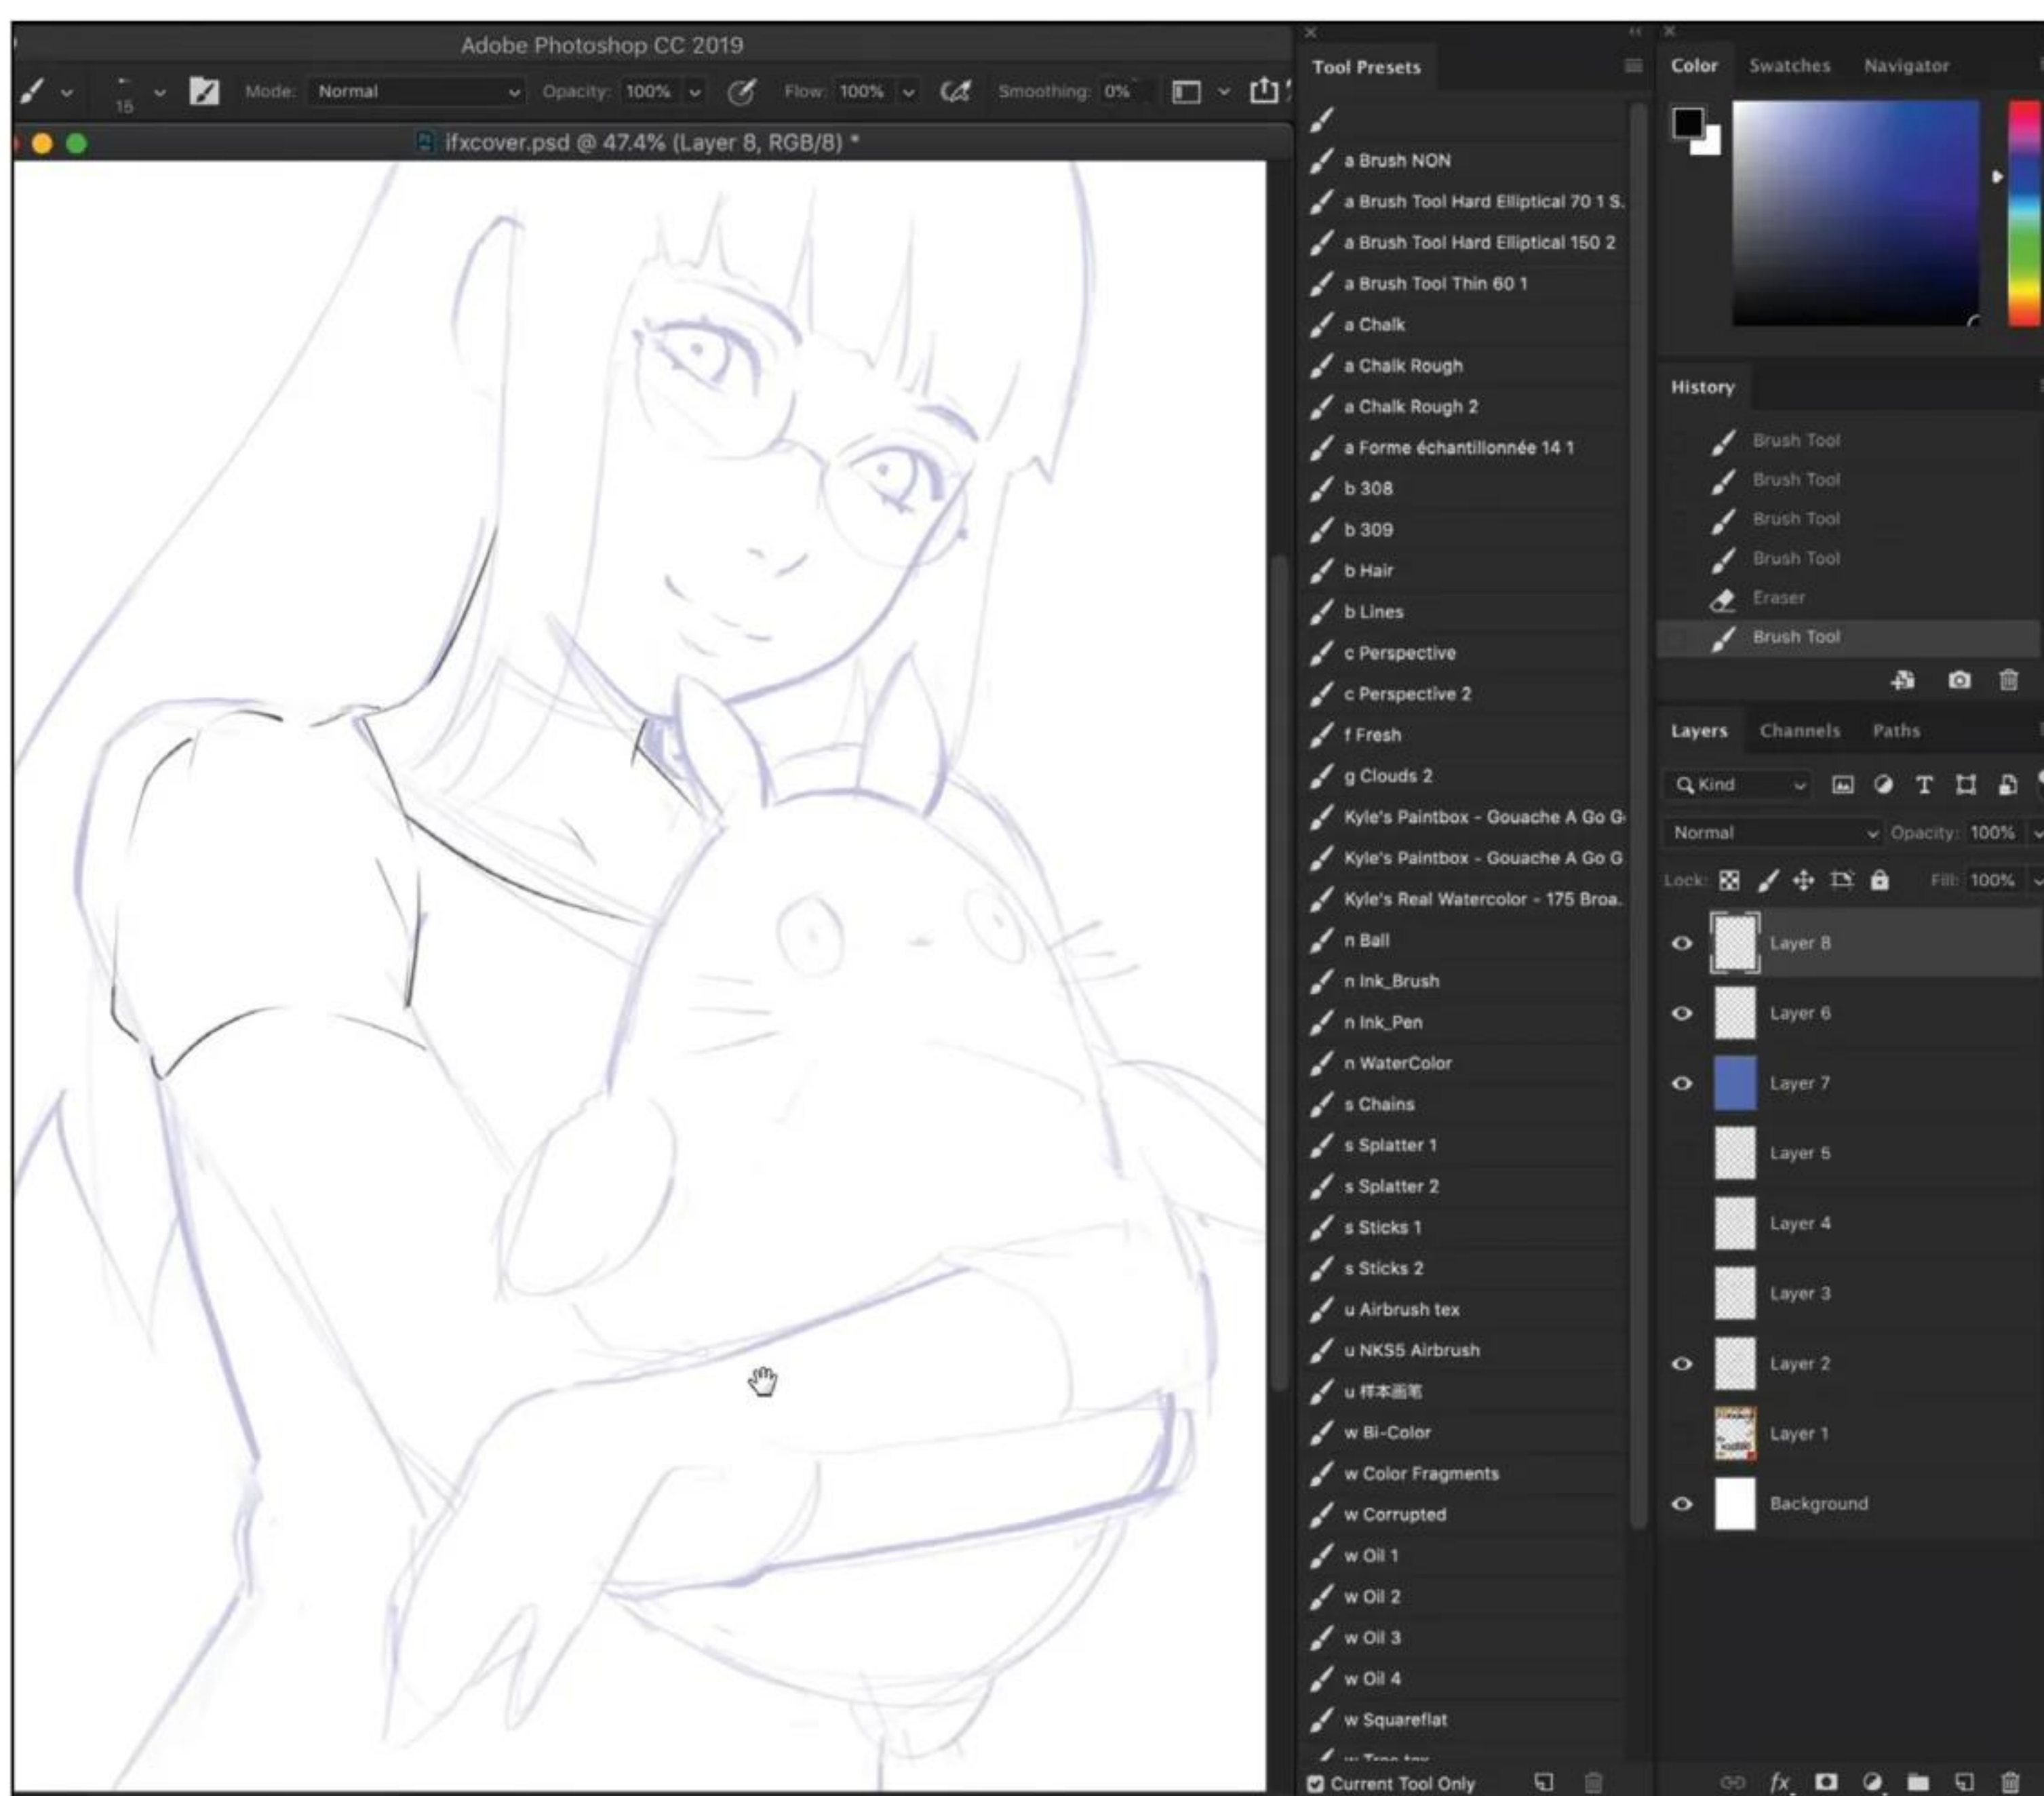 Adobe Photoshop CC 2019
15 Mode: Normal Opacity: 100% Flow: 100% Smoothing: 0%
ifxcover.psd @ 47.4% (Layer 8, RGB/8) *
Tool Presets
a Brush NON
a Brush Tool Hard Elliptical 70 1 S.
a Brush Tool Hard Elliptical 150 2
a Brush Tool Thin 60 1
a Chalk
a Chalk Rough
a Chalk Rough 2
a Forme échantillonnée 14 1
b 308
b 309
b Hair
b Lines
c Perspective
c Perspective 2
f Fresh
g Clouds 2
Kyle's Paintbox - Gouache A Go G
Kyle's Paintbox - Gouache A Go G
Kyle's Real Watercolor - 175 Broa.
n Ball
n Ink_Brush
n Ink_Pen
n WaterColor
s Chains
s Splatter 1
s Splatter 2
s Sticks 1
s Sticks 2
u Airbrush tex
u NKS5 Airbrush
u 样本画笔
w Bi-Color
w Color Fragments
w Corrupted
w Oil 1
w Oil 2
w Oil 3
w Oil 4
w Squareflat
Current Tool Only
Color Swatches Navigator
History
Brush Tool
Brush Tool
Brush Tool
Brush Tool
Eraser
Brush Tool
Layers Channels Paths
Kind
Normal Opacity: 100%
Lock: Fill: 100%
Layer 8
Layer 6
Layer 7
Layer 5
Layer 4
Layer 3
Layer 2
Layer 1
Background
fx